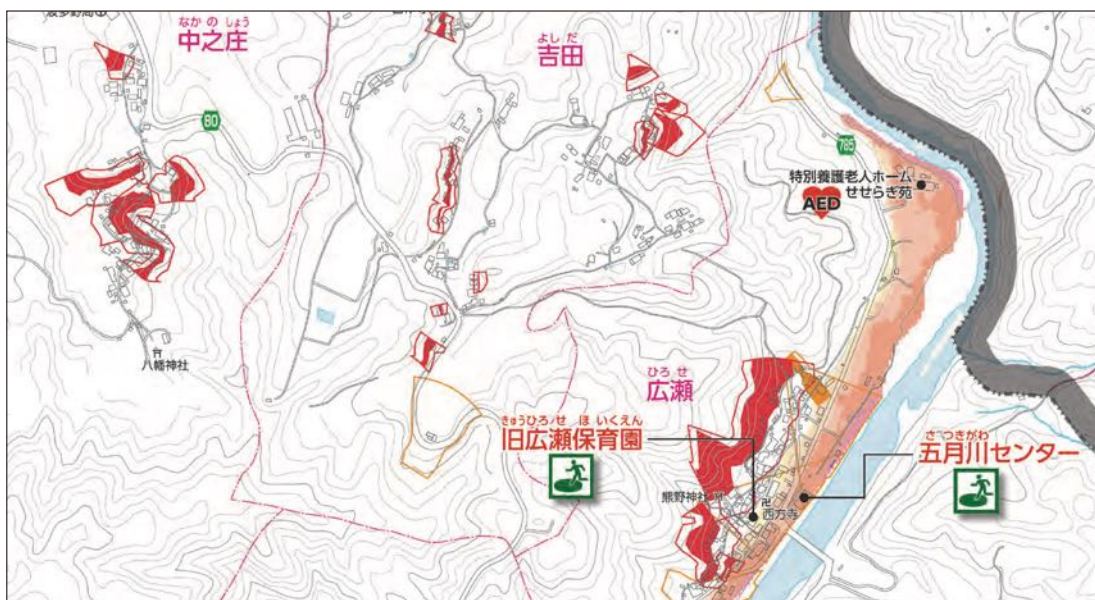 なかのしょう
中之庄
よしだ
吉田
80
785
特別養護老人ホーム
せせらぎ苑
AED
八幡神社
ひろせ
広瀬
きゅうひろせほいくえん
旧広瀬保育園
さつきがわ
五月川センター
熊野神社
西方寺